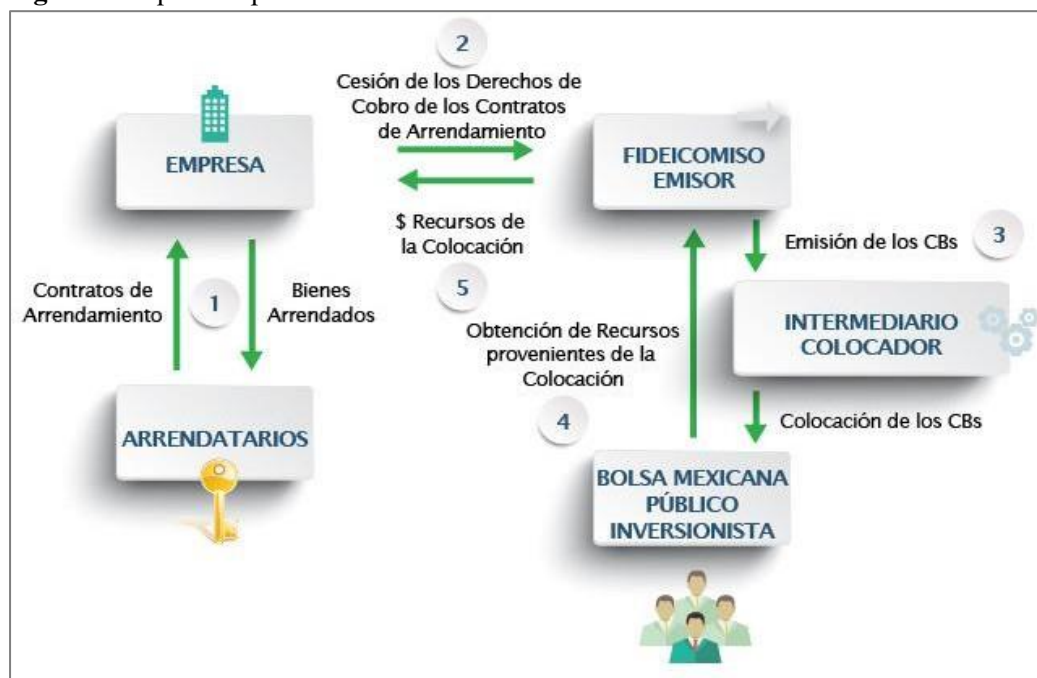 2
Cesión de los Derechos de
Cobro de los Contratos
de Arrendamiento
EMPRESA
FIDEICOMISO
EMISOR
$ Recursos de
la Colocación
5
Contratos de
Arrendamiento
1
Bienes
Arrendados
Emisión de los CBs
3
INTERMEDIARIO
COLOCADOR
Obtención de Recursos
provenientes de la
Colocación
4
Colocación de los CBs
ARRENDATARIOS
BOLSA MEXICANA
PÚBLICO
INVERSIONISTA